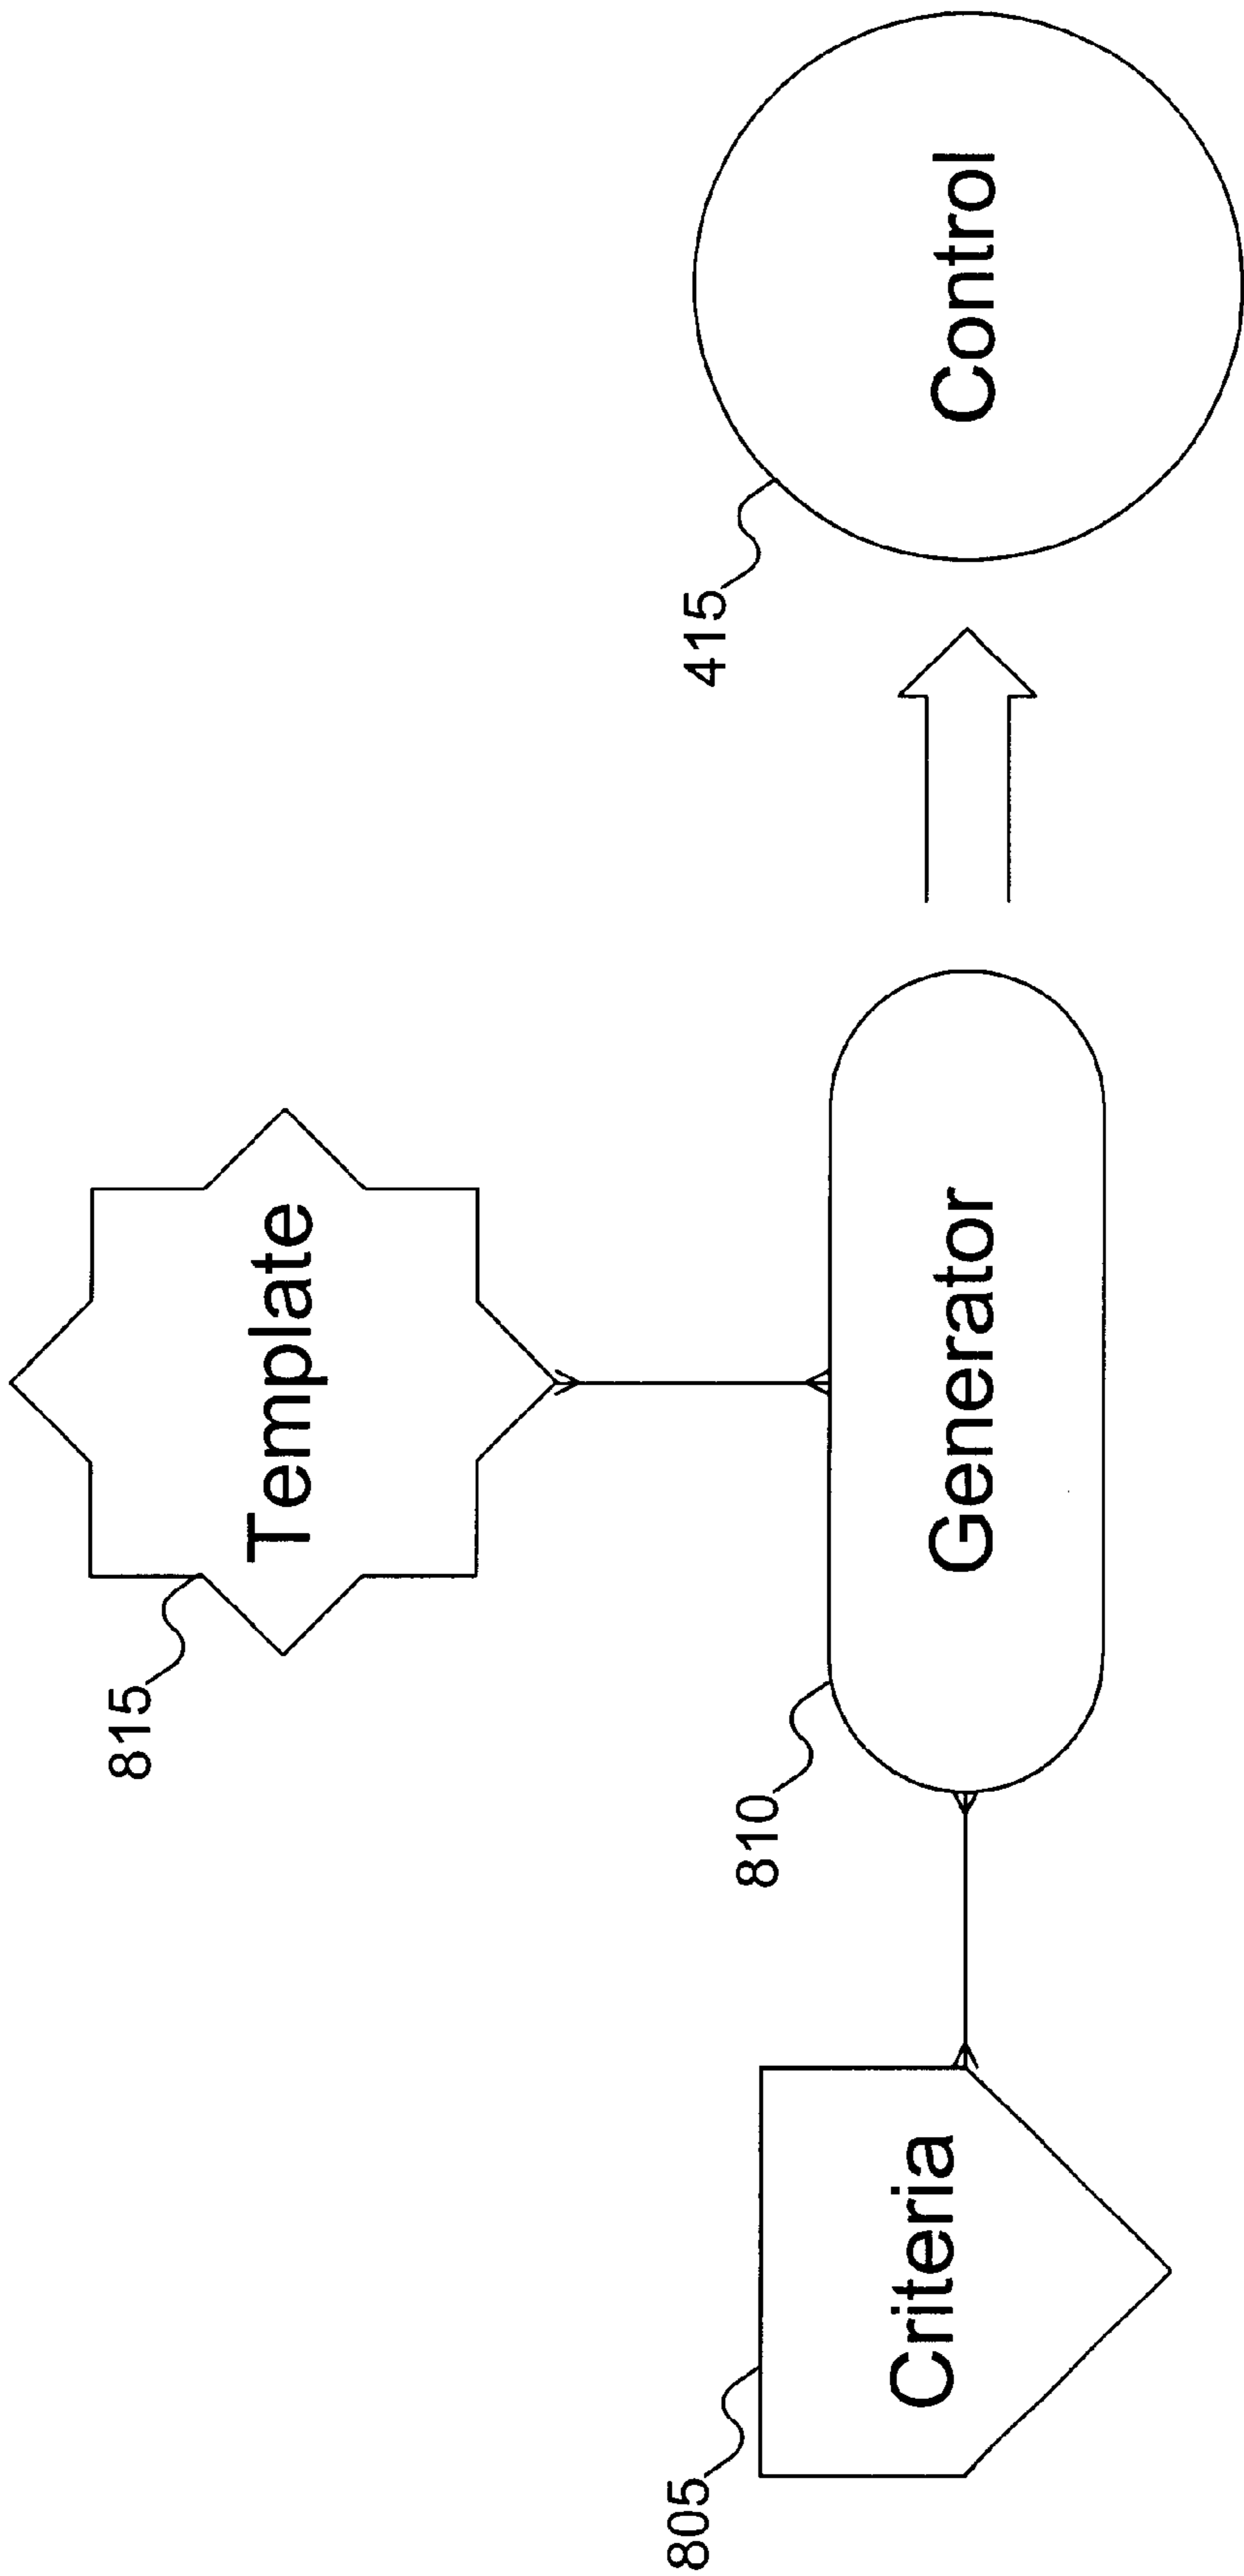 815
Template
415
Control
810
Generator
805
Criteria